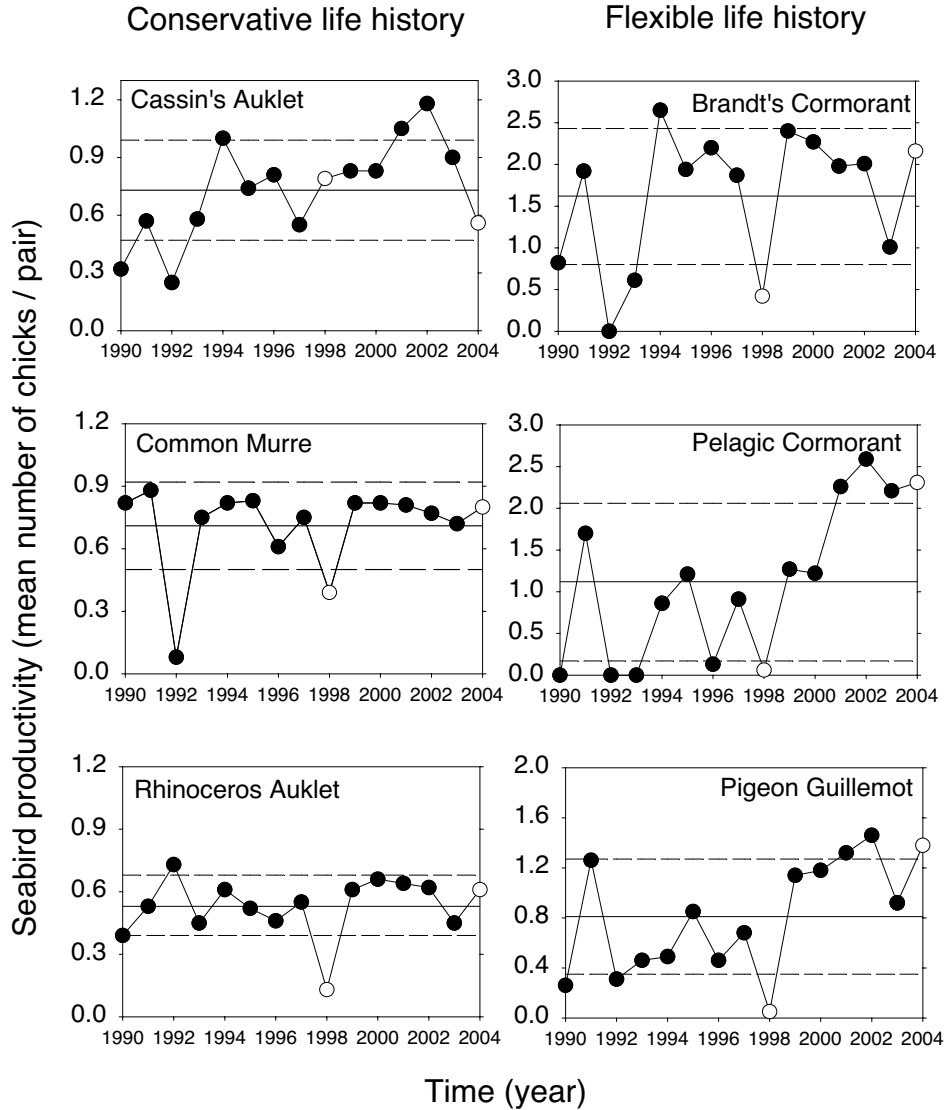 Conservative life history
Flexible life history
Seabird productivity (mean number of chicks / pair)
Cassin's Auklet
1.2
0.9
0.6
0.3
0.0
1990 1992 1994 1996 1998 2000 2002 2004
Brandt's Cormorant
3.0
2.5
2.0
1.5
1.0
0.5
0.0
1990 1992 1994 1996 1998 2000 2002 2004
Common Murre
1.2
0.9
0.6
0.3
0.0
1990 1992 1994 1996 1998 2000 2002 2004
Pelagic Cormorant
3.0
2.5
2.0
1.5
1.0
0.5
0.0
1990 1992 1994 1996 1998 2000 2002 2004
Rhinoceros Auklet
1.2
0.9
0.6
0.3
0.0
1990 1992 1994 1996 1998 2000 2002 2004
Pigeon Guillemot
2.0
1.6
1.2
0.8
0.4
0.0
1990 1992 1994 1996 1998 2000 2002 2004
Time (year)